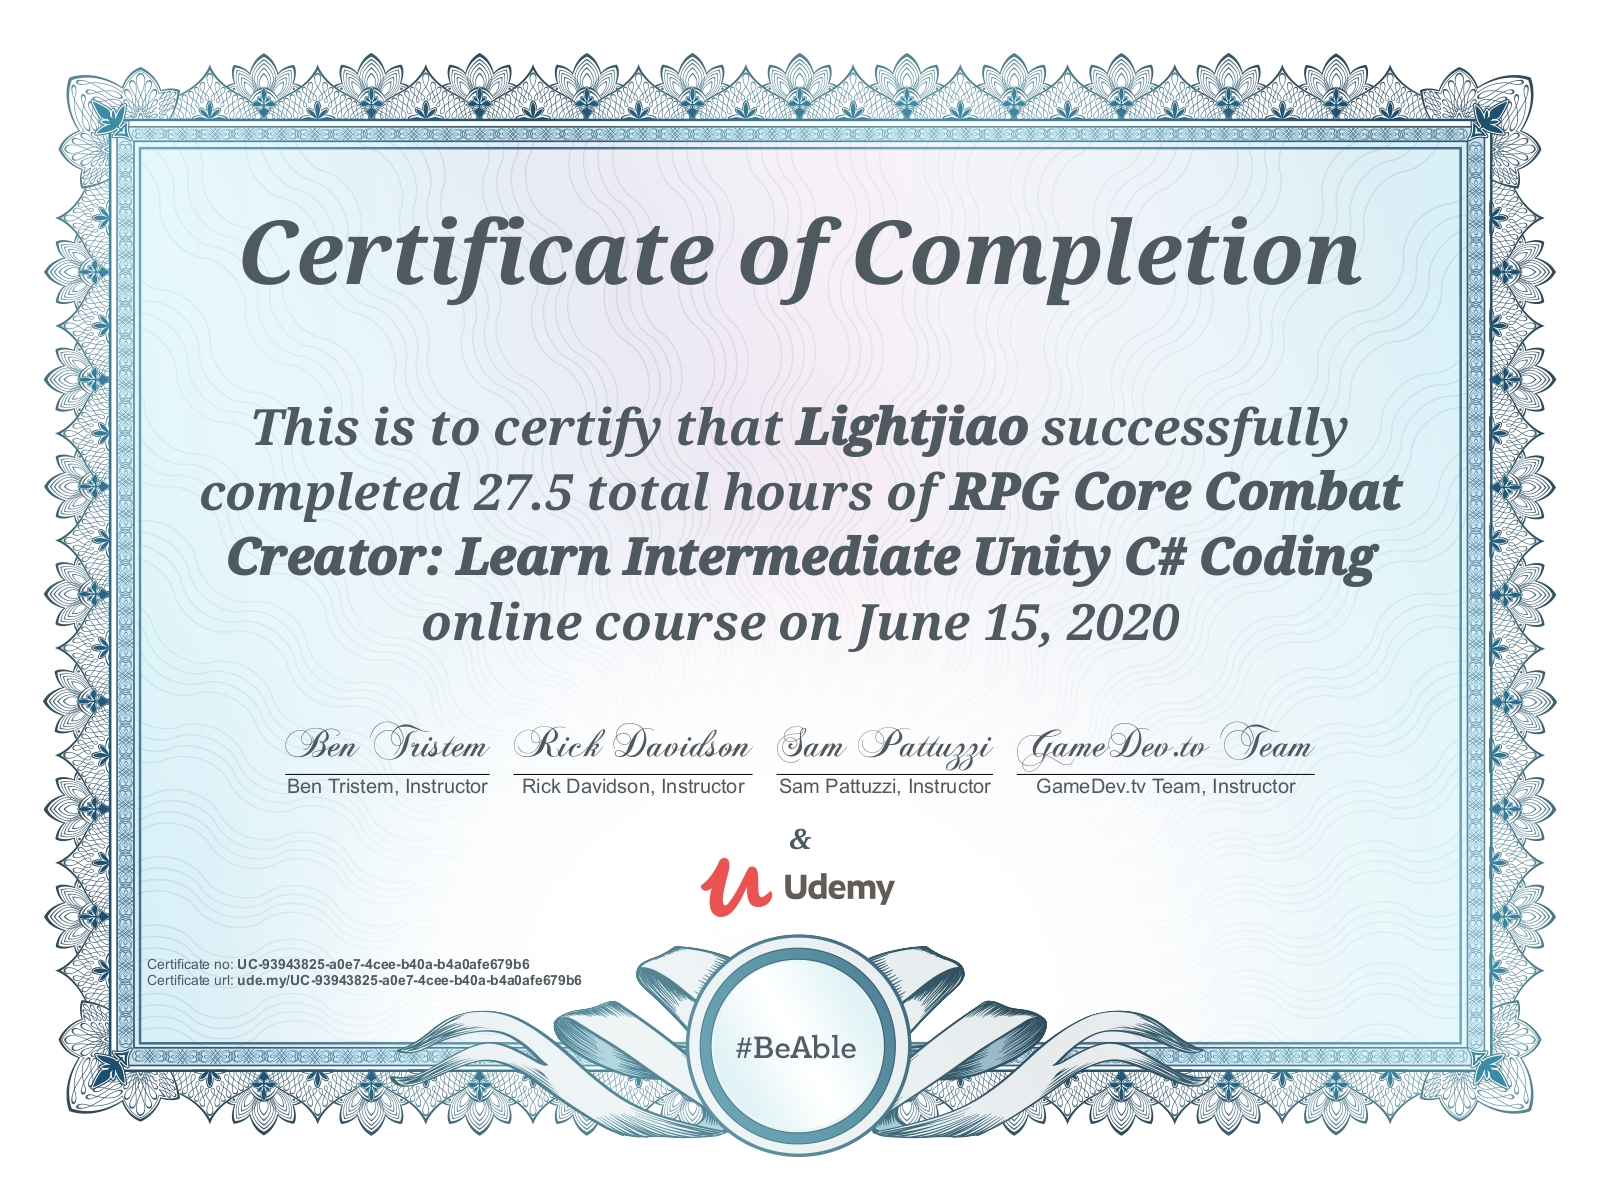 Certificate of Completion
This is to certify that Lightjiao successfully
completed 27.5 total hours of RPG Core Combat
Creator: Learn Intermediate Unity C# Coding
online course on June 15, 2020
Ben Tristem Rick Davidson Sam Pattuzzi GameDev.tv Team
Ben Tristem, Instructor Rick Davidson, Instructor Sam Pattuzzi, Instructor GameDev.tv Team, Instructor
&
Udemy
Certificate no: UC-93943825-a0e7-4cee-b40a-b4a0afe679b6
Certificate url: ude.my/UC-93943825-a0e7-4cee-b40a-b4a0afe679b6
#BeAble